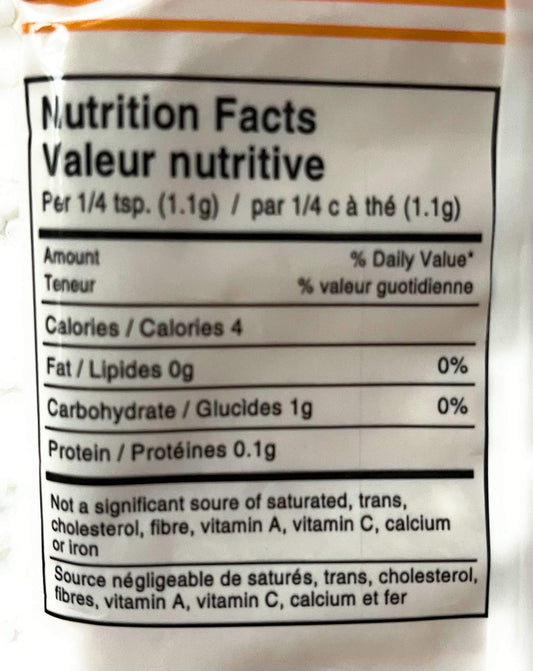 Nutrition Facts
Valeur nutritive
Per 1/4 tsp. (1.1g) / par 1/4 c à thé (1.1g)
Amount % Daily Value*
Teneur % valeur guotidienne
Calories / Calories 4
Fat / Lipides 0g 0%
Carbohydrate / Glucides 1g 0%
Protein / Protéines 0.1g
Not a significant soure of saturated, trans,
cholesterol, fibre, vitamin A, vitamin C, calcium
or iron
Source négligeable de saturés, trans, cholesterol,
fibres, vitamin A, vitamin C, calcium et fer